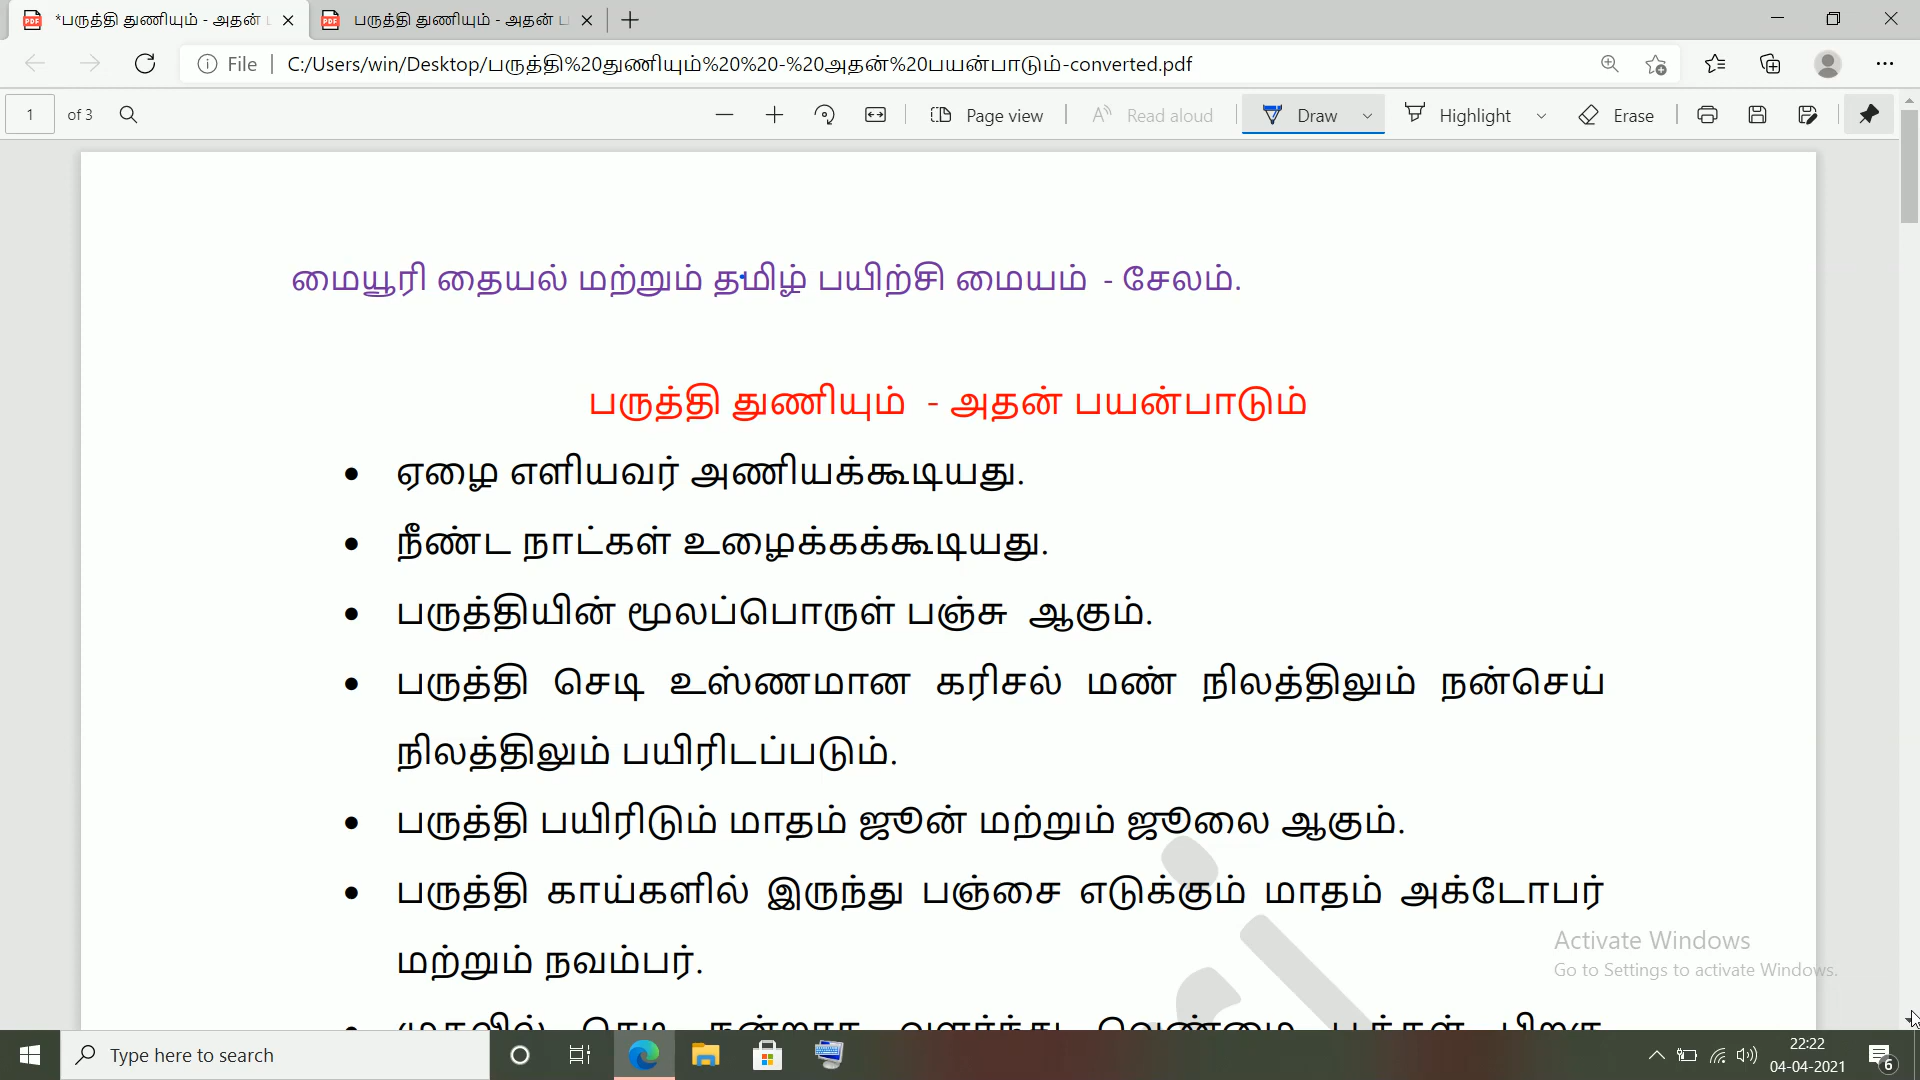 *பருத்தி துணியும் - அதன்
பருத்தி துணியும் - அதன் ப
File
C:/Users/win/Desktop/பருத்தி%20துணியும்%20%20-%20அதன்%20பயன்பாடும்-converted.pdf
1 of 3
Page view
Read aloud
Draw
Highlight
Erase
மையூரி தையல் மற்றும் தமிழ் பயிற்சி மையம் - சேலம்.
பருத்தி துணியும் - அதன் பயன்பாடும்
• ஏழை எளியவர் அணியக்கூடியது.
• நீண்ட நாட்கள் உழைக்கக்கூடியது.
• பருத்தியின் மூலப்பொருள் பஞ்சு ஆகும்.
• பருத்தி செடி உஸ்ணமான கரிசல் மண் நிலத்திலும் நன்செய்
நிலத்திலும் பயிரிடப்படும்.
• பருத்தி பயிரிடும் மாதம் ஜூன் மற்றும் ஜூலை ஆகும்.
• பருத்தி காய்களில் இருந்து பஞ்சை எடுக்கும் மாதம் அக்டோபர்
மற்றும் நவம்பர்.
Activate Windows
Go to Settings to activate Windows.
Type here to search
22:22
04-04-2021
6